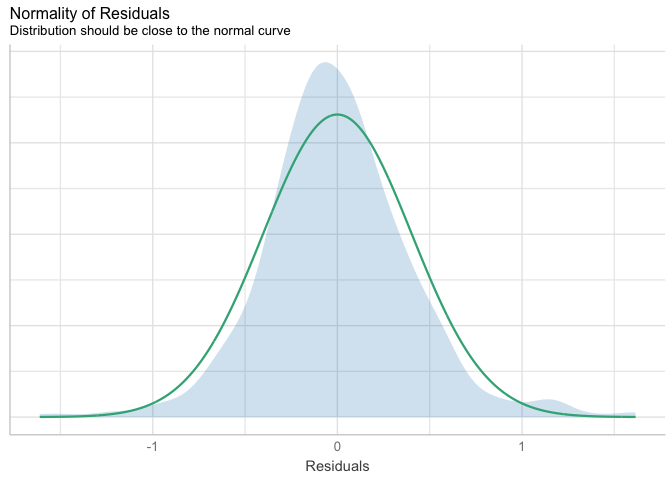 Normality of Residuals
Distribution should be close to the normal curve
-1 0 1
Residuals